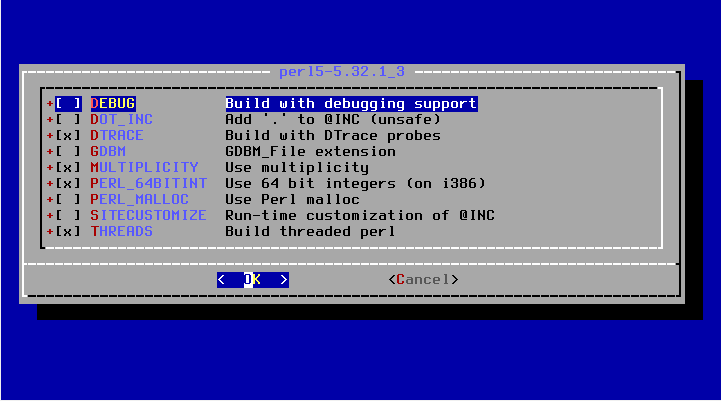 perl5-5.32.1_3
+[ ] DEBUG Build with debugging support
+[ ] DOT_INC Add '.' to @INC (unsafe)
+[x] DTRACE Build with DTrace probes
+[ ] GDBM GDBM_File extension
+[x] MULTIPLICITY Use multiplicity
+[x] PERL_64BITINT Use 64 bit integers (on i386)
+[ ] PERL_MALLOC Use Perl malloc
+[ ] SITECUSTOMIZE Run-time customization of @INC
+[x] THREADS Build threaded perl
< OK > <Cancel>